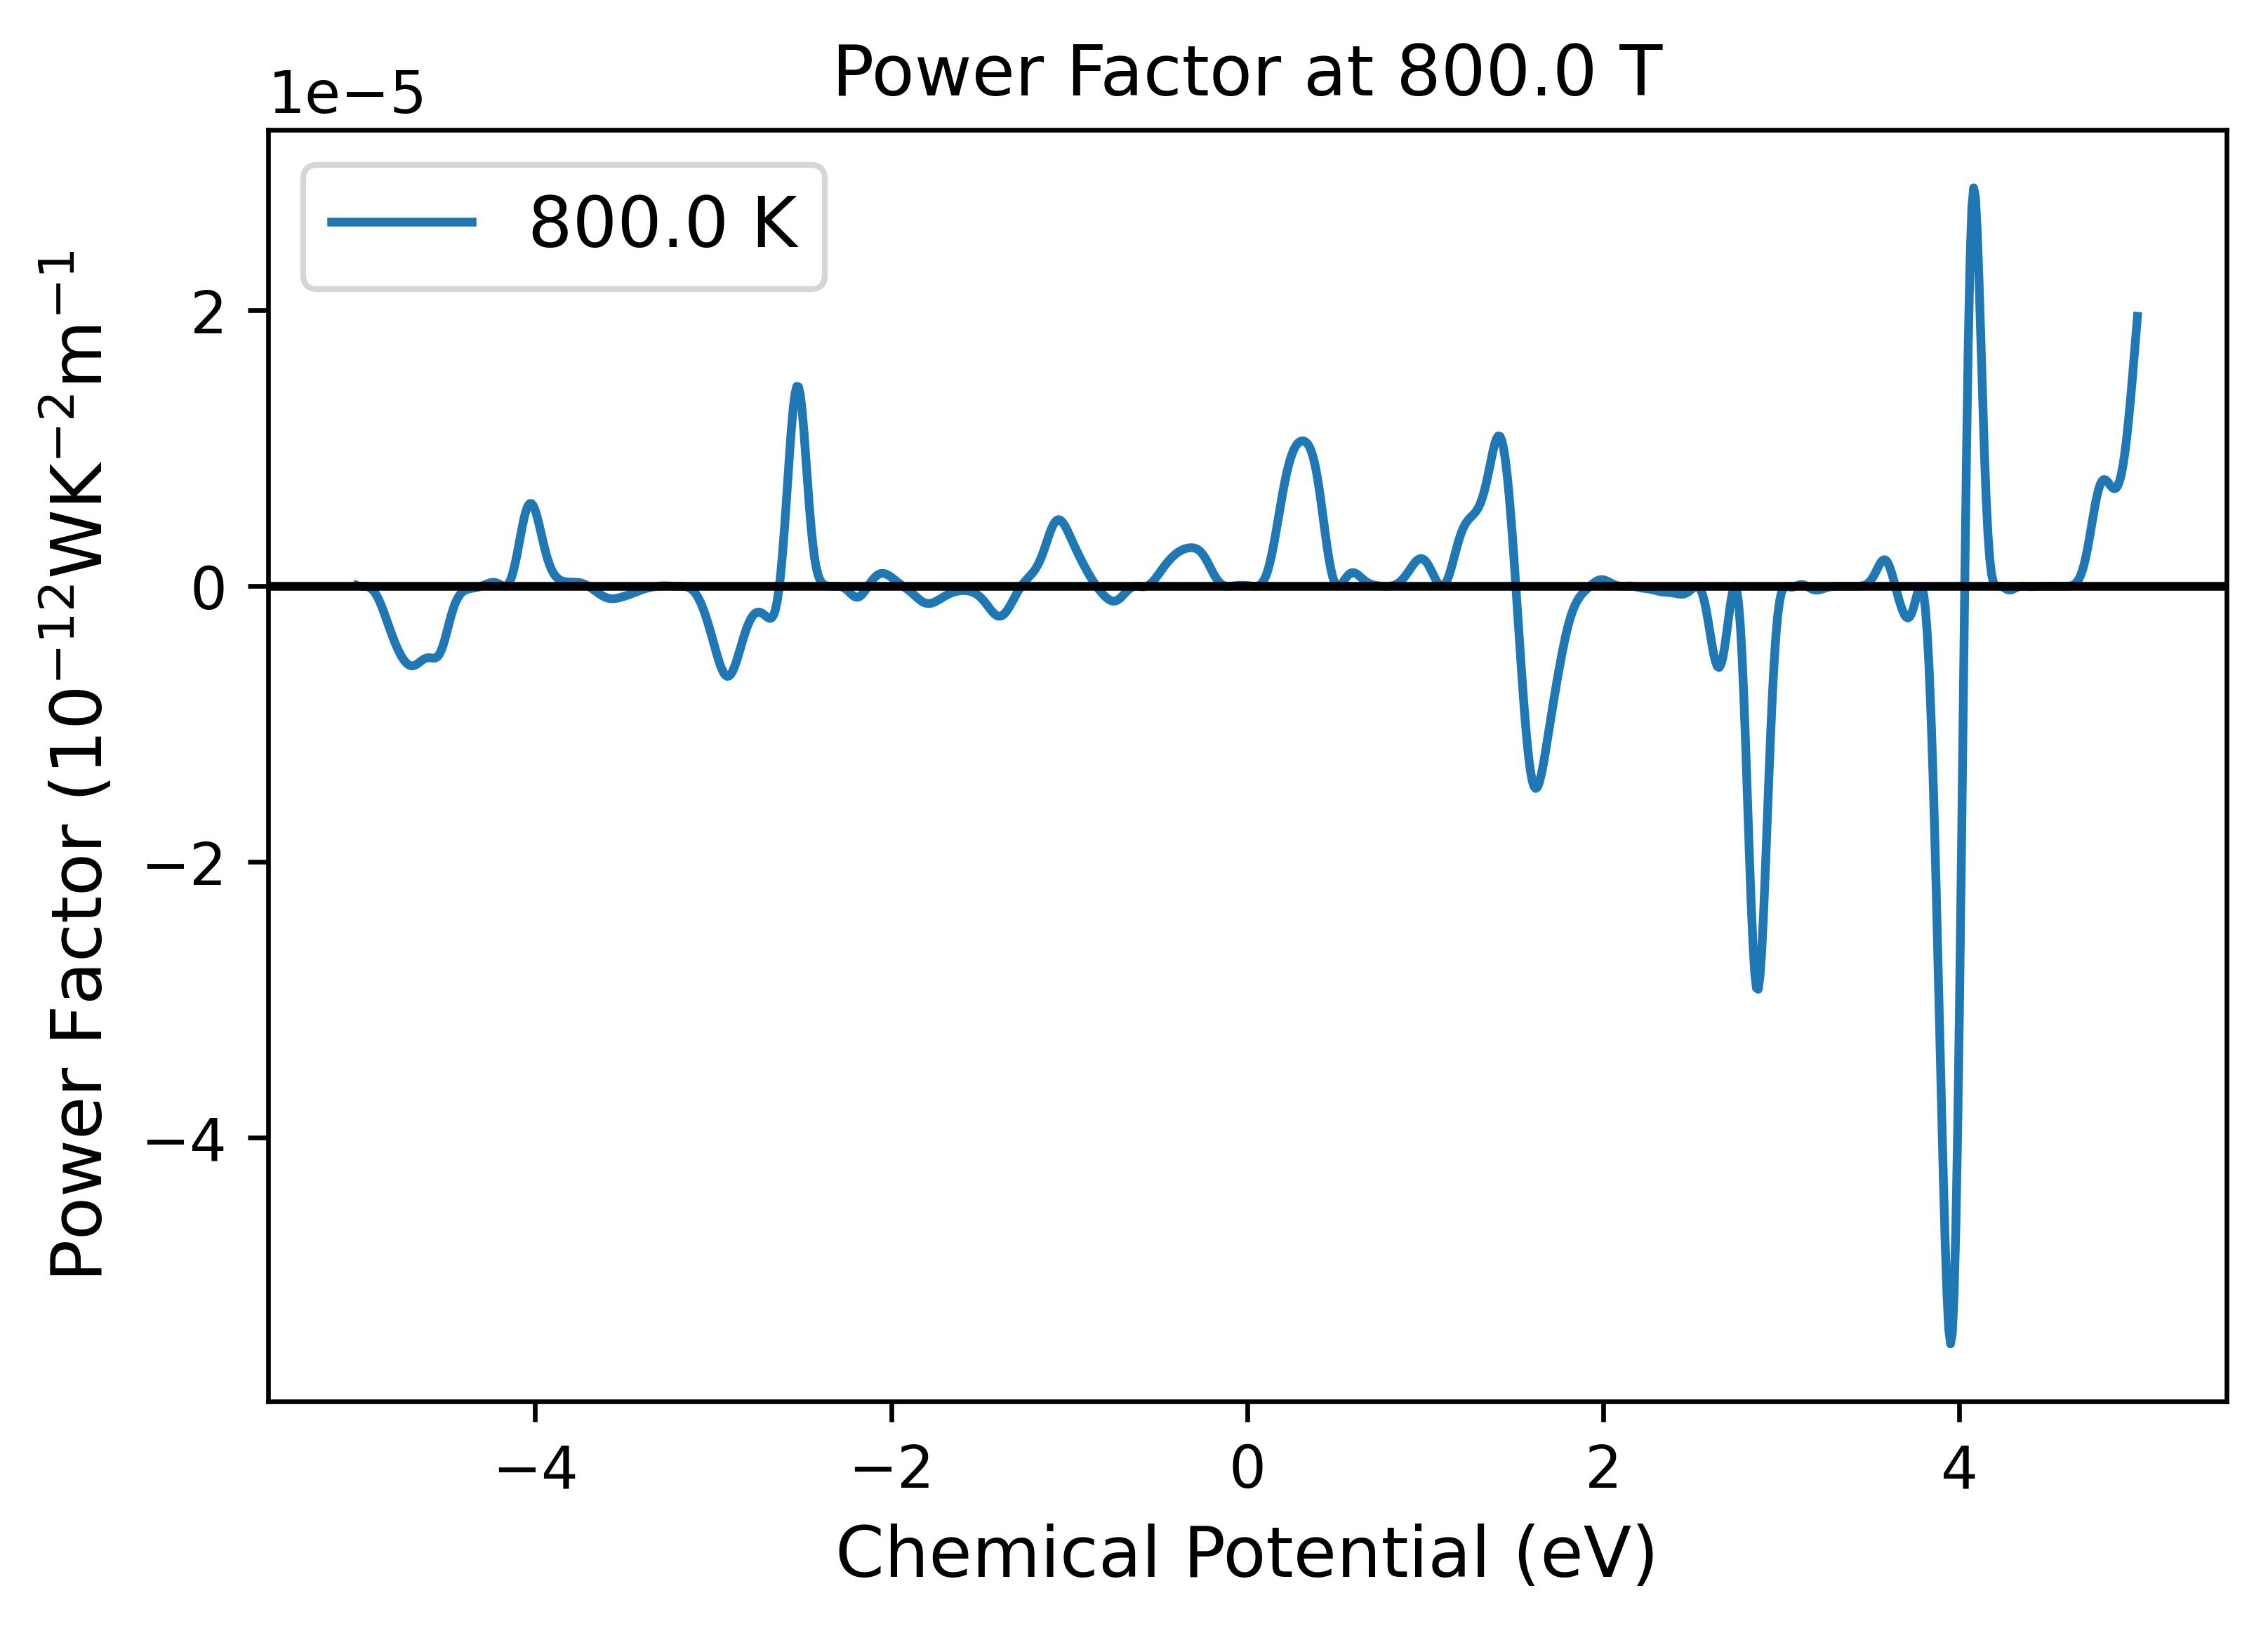 Power Factor at 800.0 T
1e−5
800.0 K
Power Factor (10⁻¹²WK⁻²m⁻¹
2
0
−2
−4
−4
−2
0
2
4
Chemical Potential (eV)